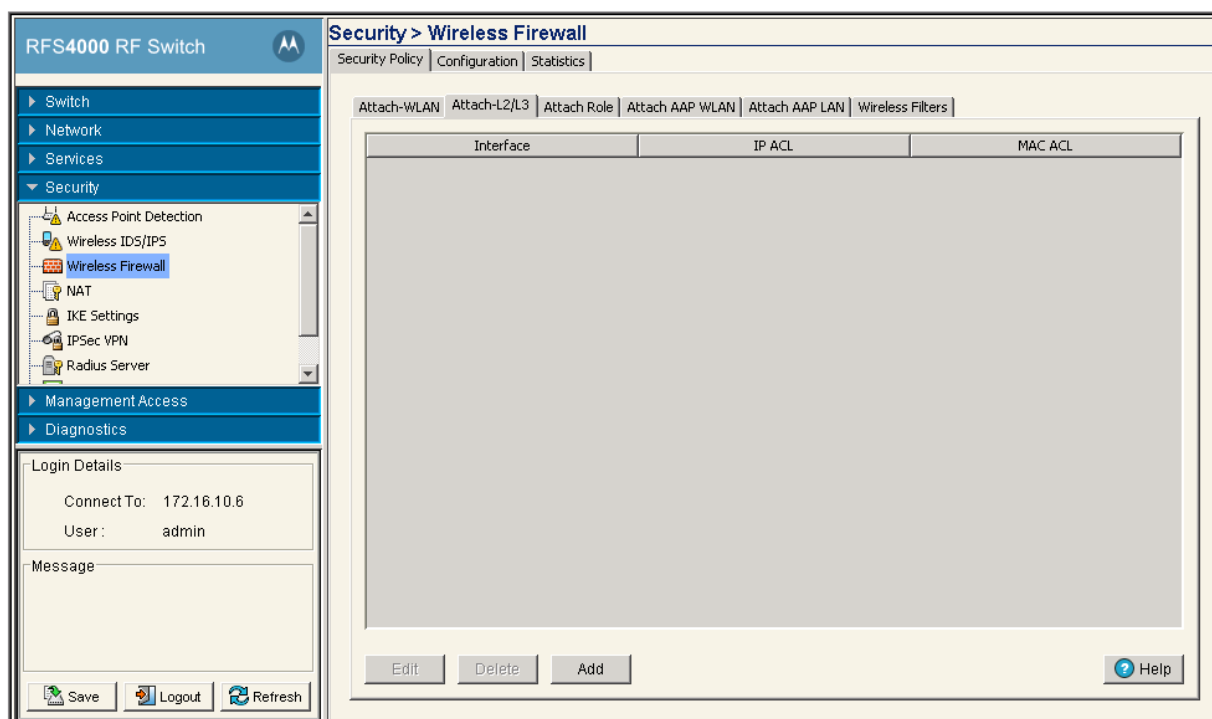 RFS4000 RF Switch
Switch
Network
Services
Security
Access Point Detection
Wireless IDS/IPS
Wireless Firewall
NAT
IKE Settings
IPSec VPN
Radius Server
Management Access
Diagnostics
Login Details
Connect To: 172.16.10.6
User : admin
Message
Save Logout Refresh
Security > Wireless Firewall
Security Policy Configuration Statistics
Attach-WLAN Attach-L2/L3 Attach Role Attach AAP WLAN Attach AAP LAN Wireless Filters
Interface IP ACL MAC ACL
Edit Delete Add Help